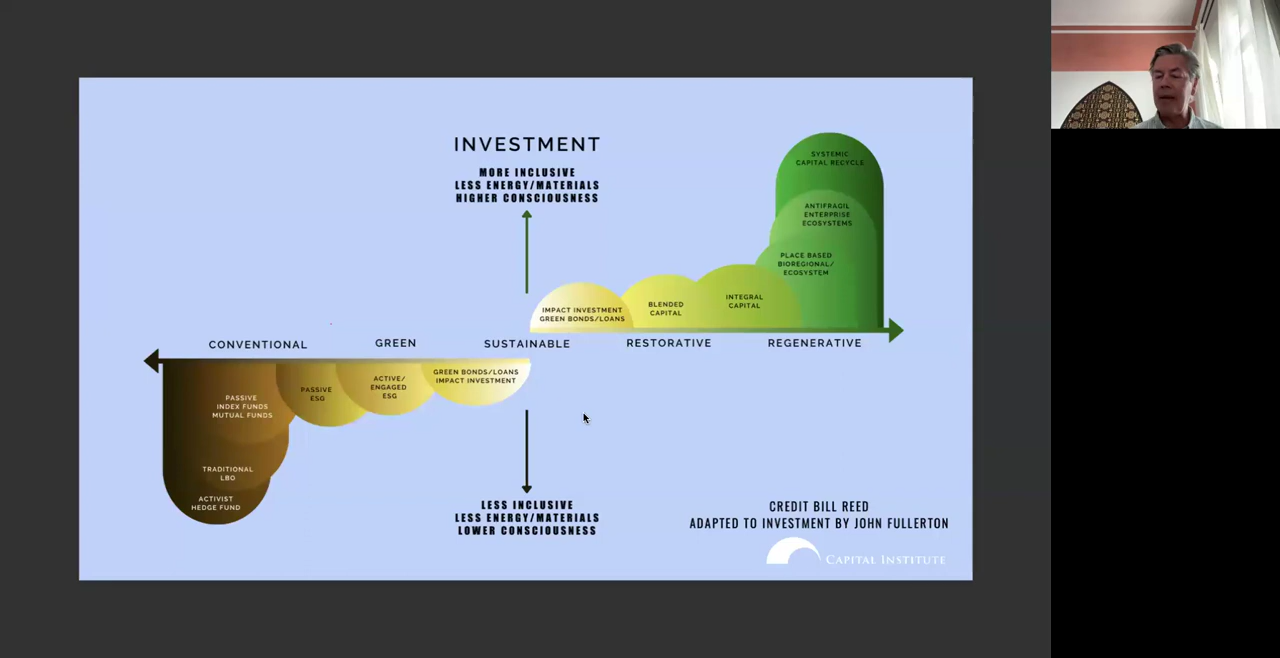 INVESTMENT
MORE INCLUSIVE
LESS ENERGY/MATERIALS
HIGHER CONSCIOUSNESS
SYSTEMIC
CAPITAL RECYCLE
ANTIFRAGIL
ENTERPRISE
ECOSYSTEMS
PLACE BASED
BIOREGIONAL/
ECOSYSTEM
INTEGRAL
CAPITAL
BLENDED
CAPITAL
IMPACT INVESTMENT
GREEN BONDS/LOANS
CONVENTIONAL
GREEN
SUSTAINABLE
RESTORATIVE
REGENERATIVE
PASSIVE
INDEX FUNDS
MUTUAL FUNDS
PASSIVE
ESG
ACTIVE/
ENGAGED
ESG
GREEN BONDS/LOANS
IMPACT INVESTMENT
TRADITIONAL
LBO
ACTIVIST
HEDGE FUND
LESS INCLUSIVE
LESS ENERGY/MATERIALS
LOWER CONSCIOUSNESS
CREDIT BILL REED
ADAPTED TO INVESTMENT BY JOHN FULLERTON
CAPITAL INSTITUTE